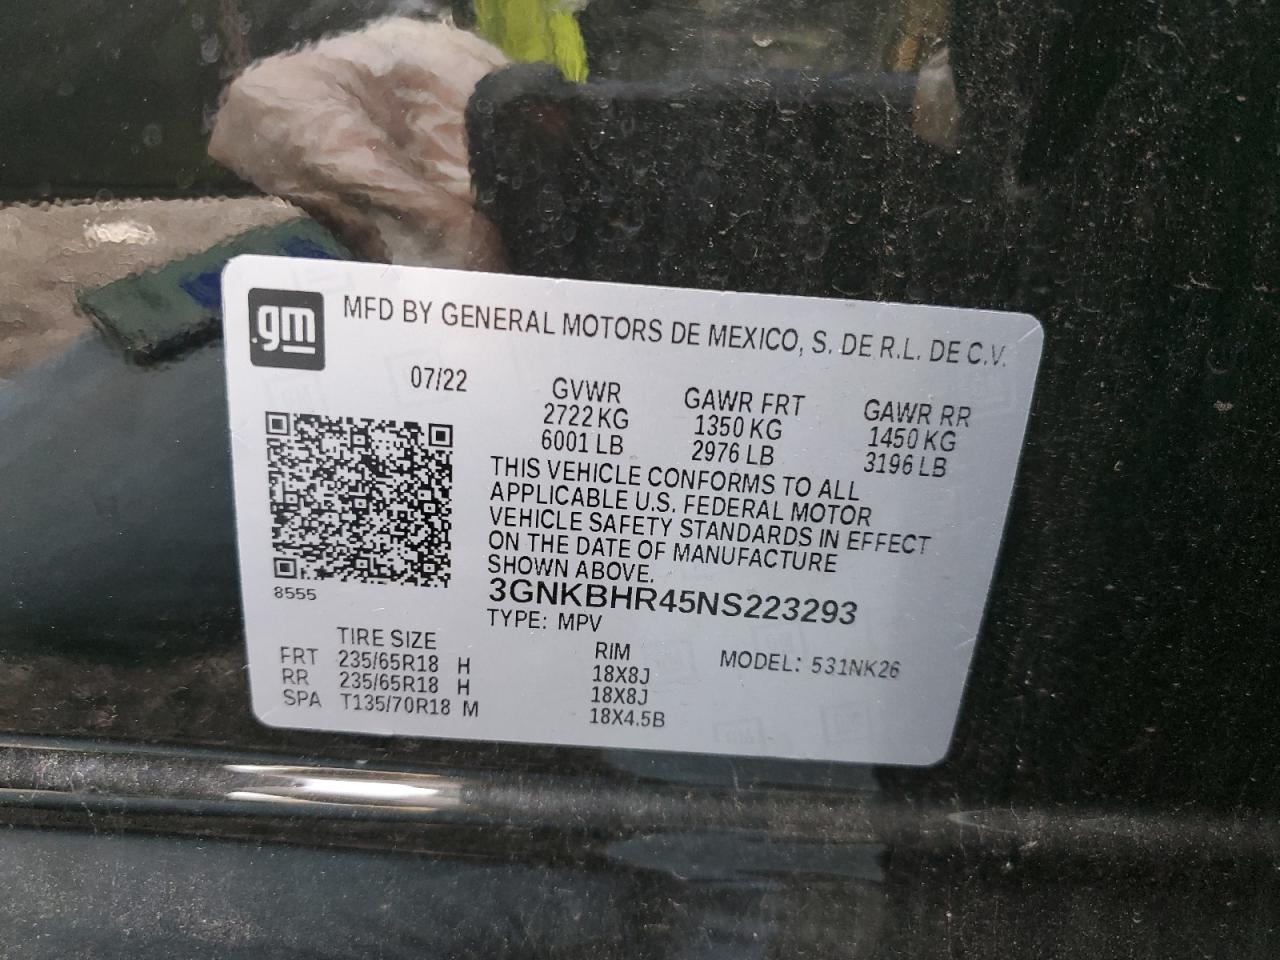 gm
MFD BY GENERAL MOTORS DE MEXICO, S. DE R.L. DE C.V.
07/22 GVWR GAWR FRT GAWR RR
2722 KG 1350 KG 1450 KG
6001 LB 2976 LB 3196 LB
THIS VEHICLE CONFORMS TO ALL
APPLICABLE U.S. FEDERAL MOTOR
VEHICLE SAFETY STANDARDS IN EFFECT
ON THE DATE OF MANUFACTURE
SHOWN ABOVE.
8555
3GNKBHR45NS223293
TYPE: MPV
TIRE SIZE RIM MODEL: 531NK26
FRT 235/65R18 H 18X8J
RR 235/65R18 H 18X8J
SPA T135/70R18 M 18X4.5B